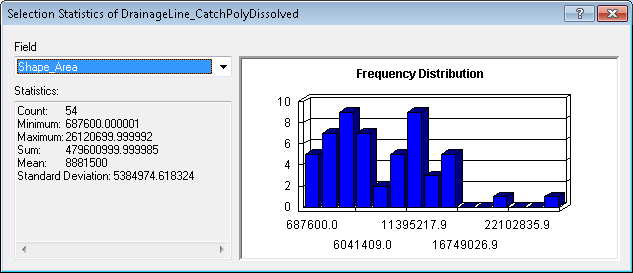 Selection Statistics of DrainageLine_CatchPolyDissolved
Field
Shape_Area
Statistics:
Count: 54
Minimum: 687600.000001
Maximum: 26120699.999992
Sum: 479600999.999985
Mean: 8881500
Standard Deviation: 5384974.618324
Frequency Distribution
10
8
6
4
2
0
687600.0 11395217.9 22102835.9
6041409.0 16749026.9